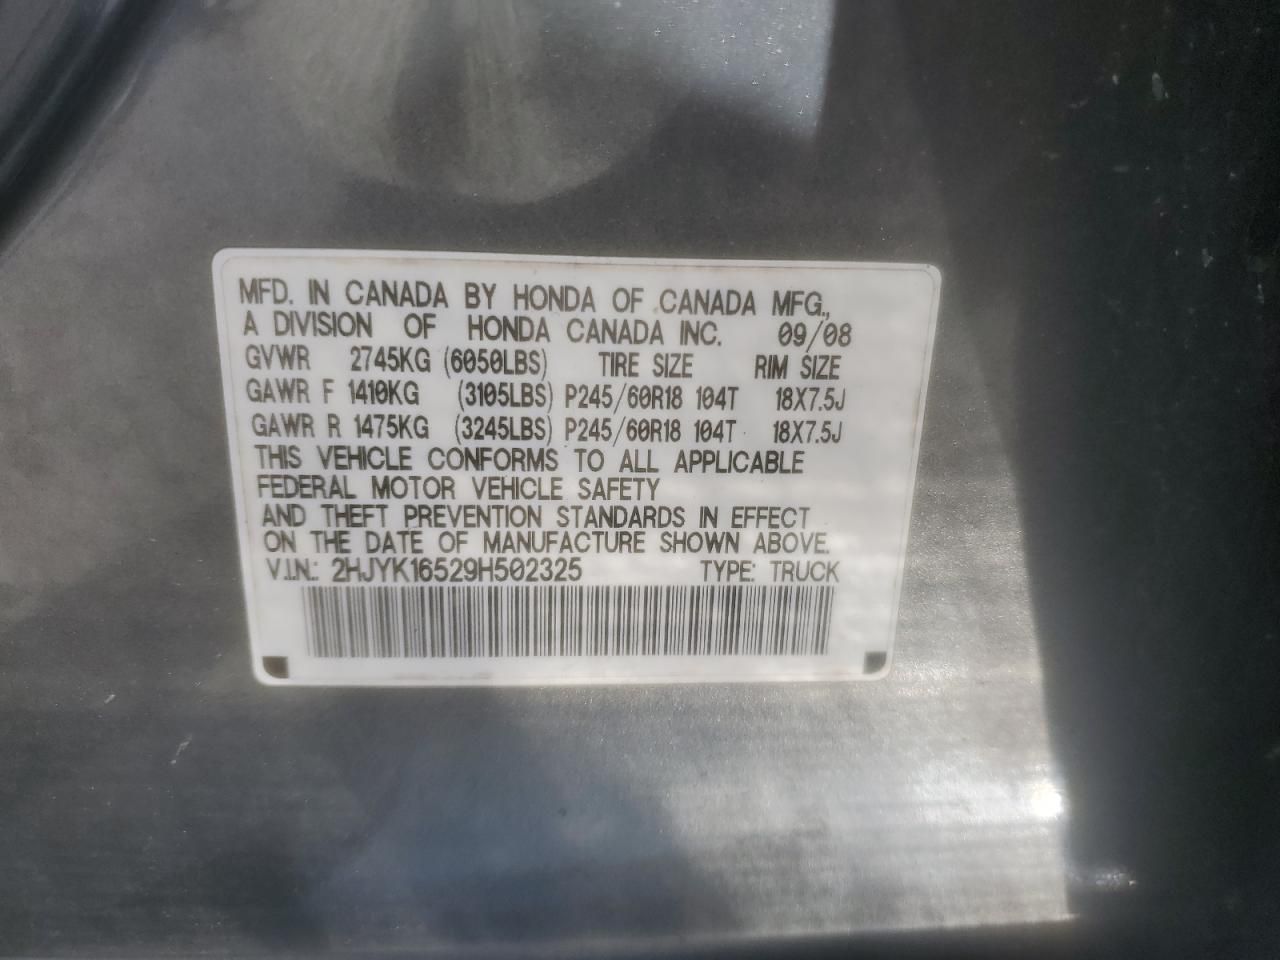 MFD. IN CANADA BY HONDA OF CANADA MFG.,
A DIVISION OF HONDA CANADA INC. 09/08
GVWR 2745KG (6050LBS) TIRE SIZE RIM SIZE
GAWR F 1410KG (3105LBS) P245/60R18 104T 18X7.5J
GAWR R 1475KG (3245LBS) P245/60R18 104T 18X7.5J
THIS VEHICLE CONFORMS TO ALL APPLICABLE
FEDERAL MOTOR VEHICLE SAFETY
AND THEFT PREVENTION STANDARDS IN EFFECT
ON THE DATE OF MANUFACTURE SHOWN ABOVE.
V.I.N.: 2HJYK16529H502325 TYPE: TRUCK